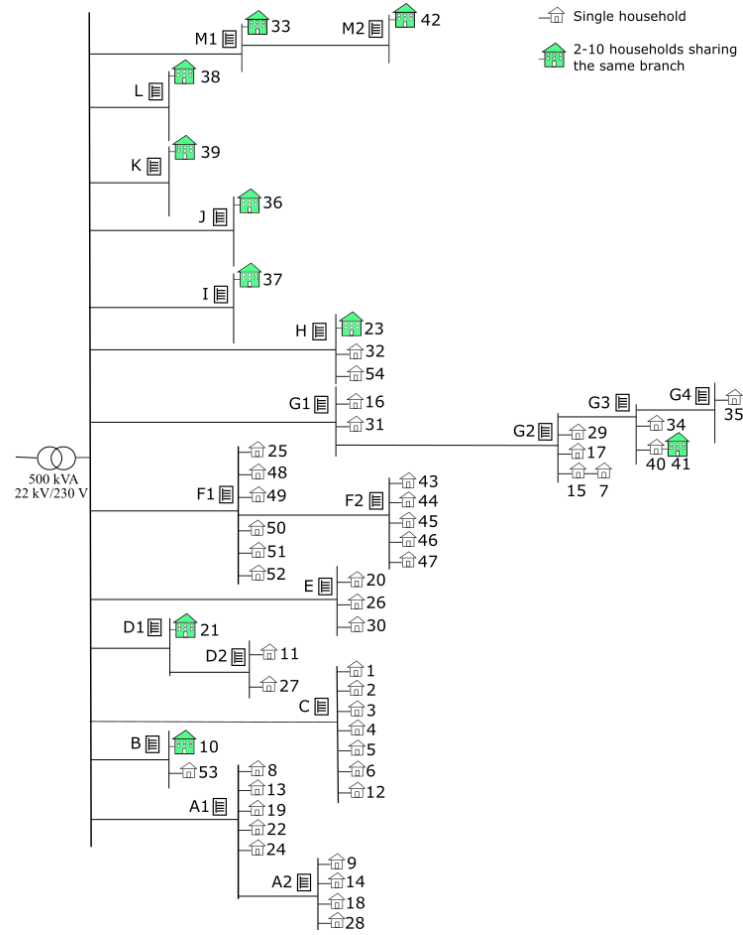 M1
33
M2
42
Single household
2-10 households sharing
the same branch
L
38
K
39
J
36
I
37
H
23
32
54
G1
16
31
G2
29
17
15 7
G3
34
40 41
G4
35
500 kVA
22 kV/230 V
F1
25
48
49
50
51
52
F2
43
44
45
46
47
E
20
26
30
D1
21
D2
11
27
C
1
2
3
4
5
6
12
B
10
53
A1
8
13
19
22
24
A2
9
14
18
28